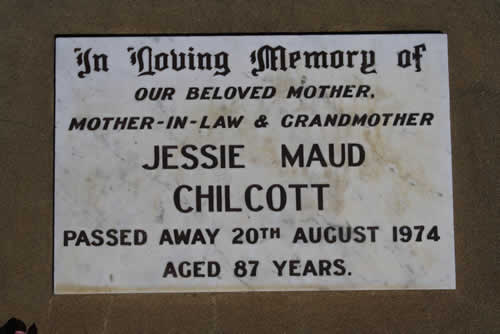 In Loving Memory of
OUR BELOVED MOTHER,
MOTHER-IN-LAW & GRANDMOTHER
JESSIE MAUD
CHILCOTT
PASSED AWAY 20TH AUGUST 1974
AGED 87 YEARS.